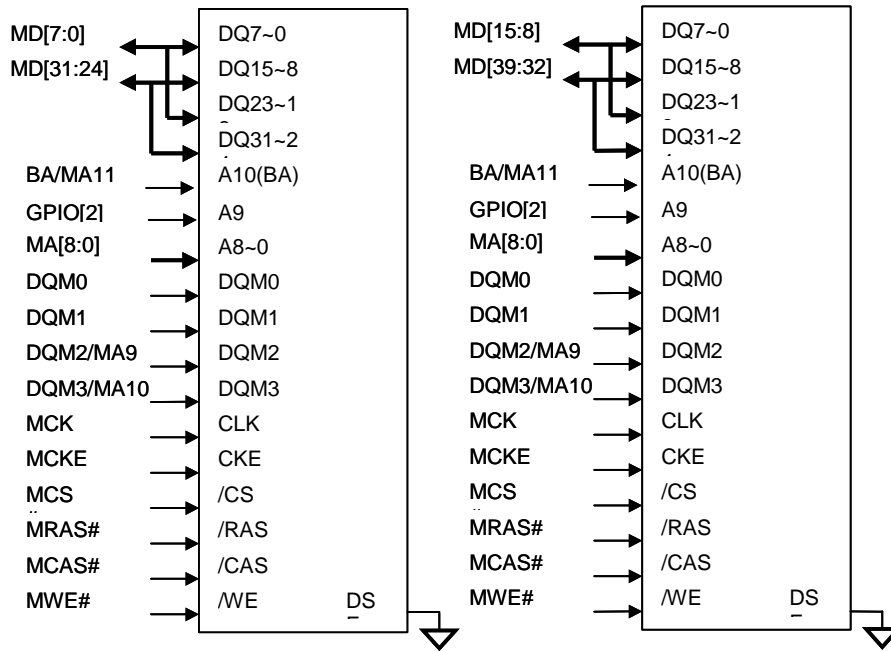 MD[7:0] DQ7~0
MD[31:24] DQ15~8
DQ23~1
DQ31~2
BA/MA11 A10(BA)
GPIO[2] A9
MA[8:0] A8~0
DQM0 DQM0
DQM1 DQM1
DQM2/MA9 DQM2
DQM3/MA10 DQM3
MCK CLK
MCKE CKE
MCS /CS
MRAS# /RAS
MCAS# /CAS
MWE# /WE DS
MD[15:8] DQ7~0
MD[39:32] DQ15~8
DQ23~1
DQ31~2
BA/MA11 A10(BA)
GPIO[2] A9
MA[8:0] A8~0
DQM0 DQM0
DQM1 DQM1
DQM2/MA9 DQM2
DQM3/MA10 DQM3
MCK CLK
MCKE CKE
MCS /CS
MRAS# /RAS
MCAS# /CAS
MWE# /WE DS